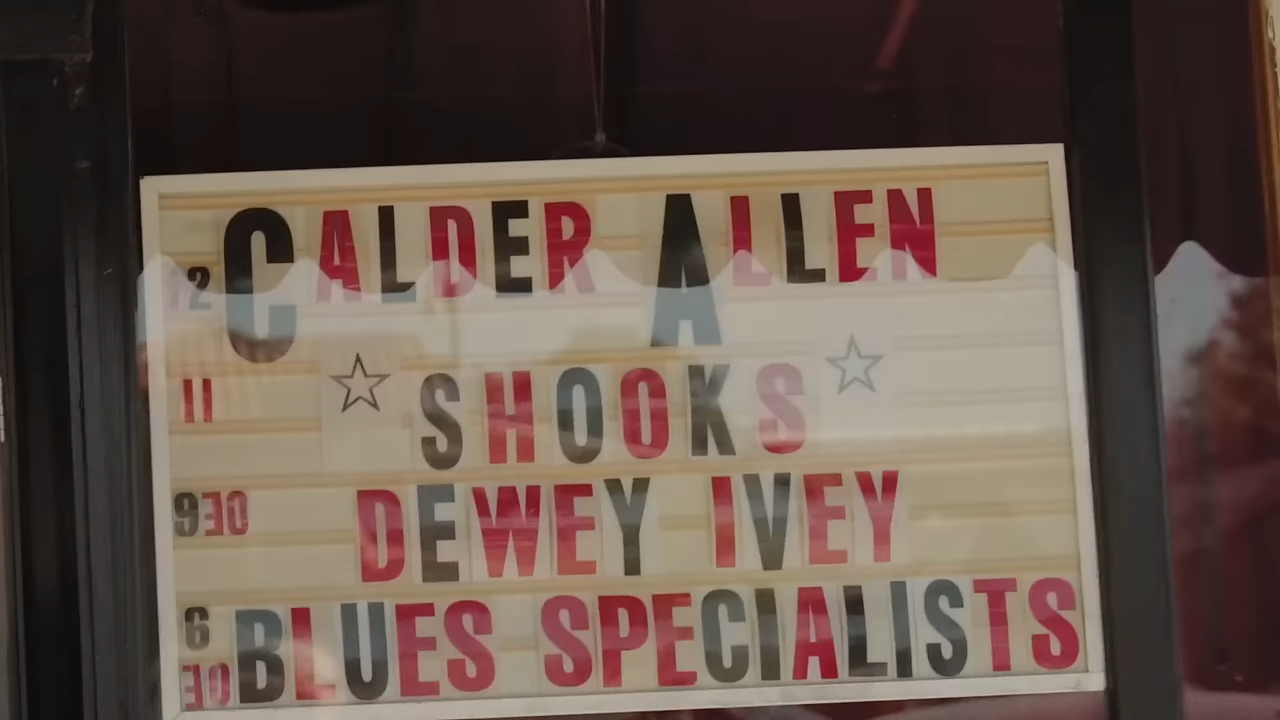 12 CALDER ALLEN
11 ☆ SHOOKS ☆
930 DEWEY IVEY
6 30 BLUES SPECIALISTS